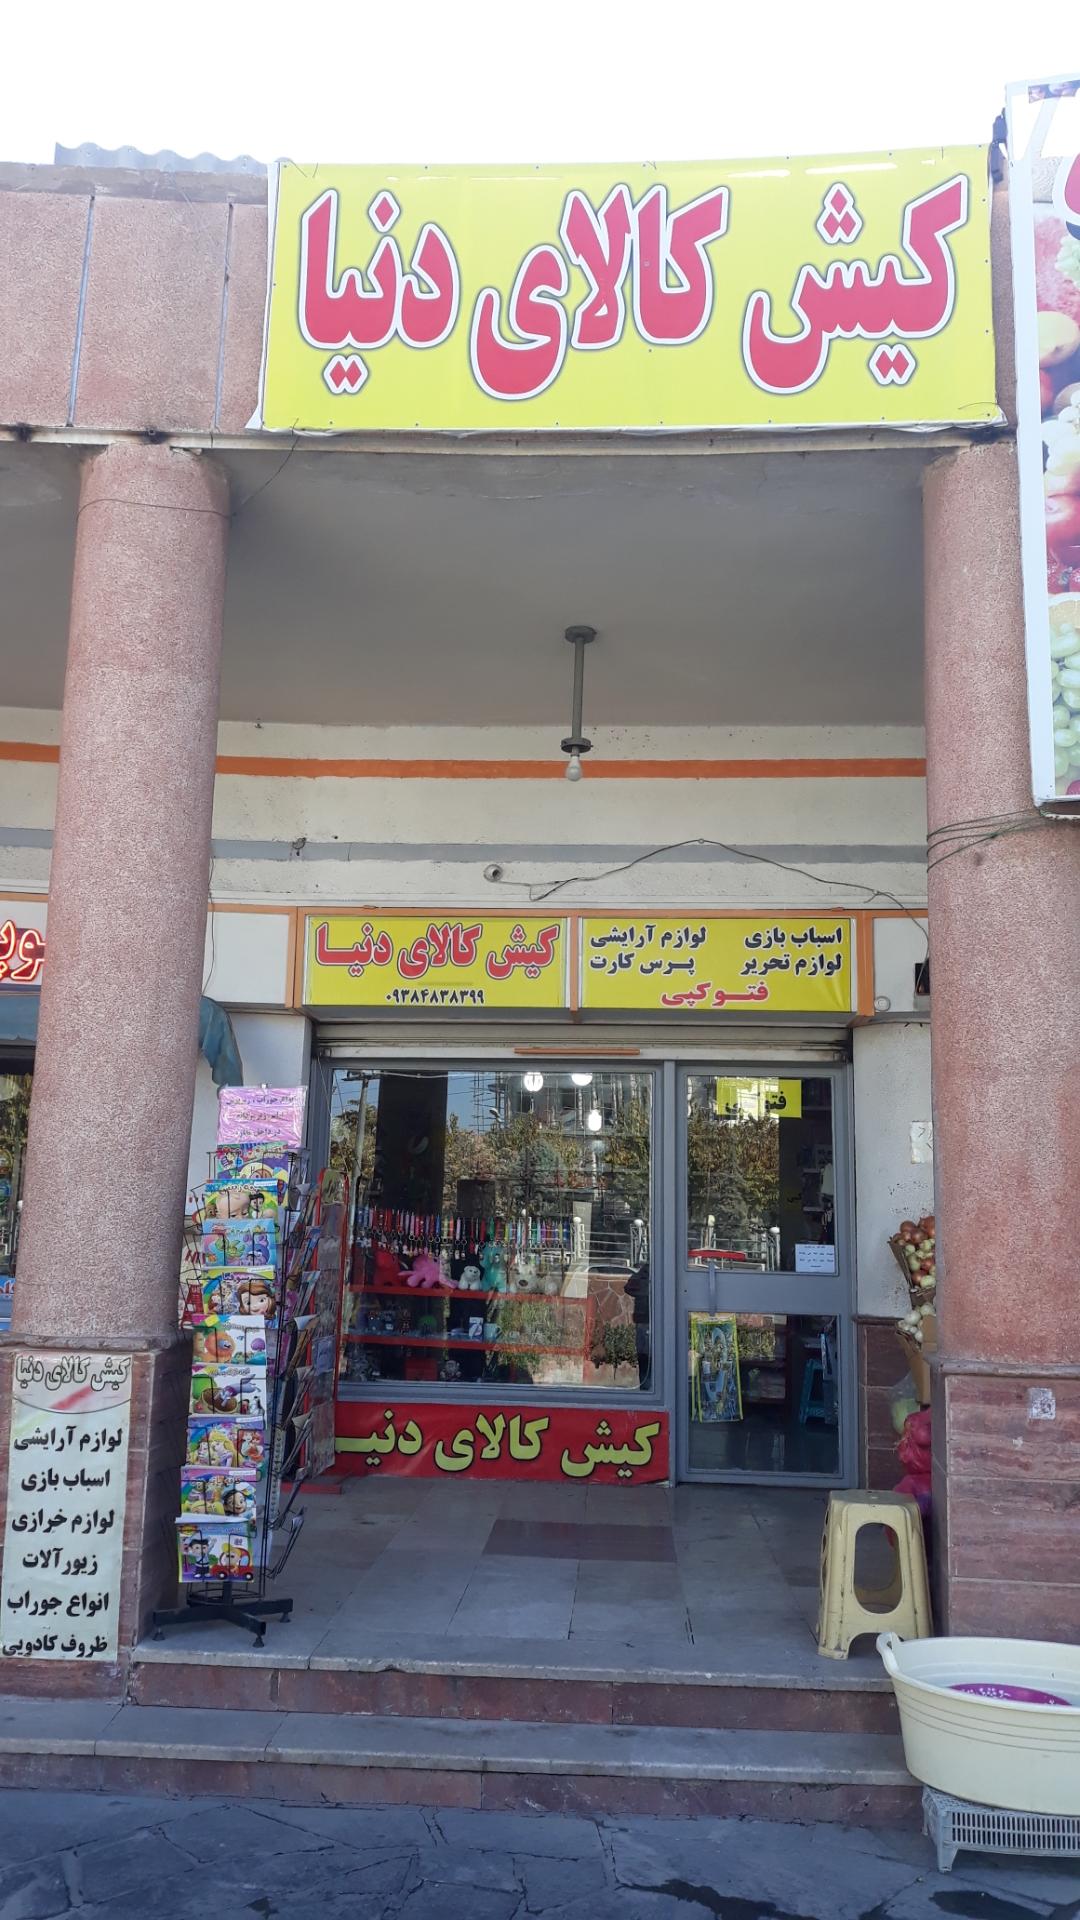 کیش کالای دنیا
کیش کالای دنیا
۰۹۳۸۴۸۳۸۳۹۹
اسباب بازی لوازم آرایشی
لوازم تحریر پرس کارت
فتوکپی
کیش کالای دنیا
کیش کالای دنیا
لوازم آرایشی
اسباب بازی
لوازم خرازی
زیورآلات
انواع جوراب
ظروف کادویی